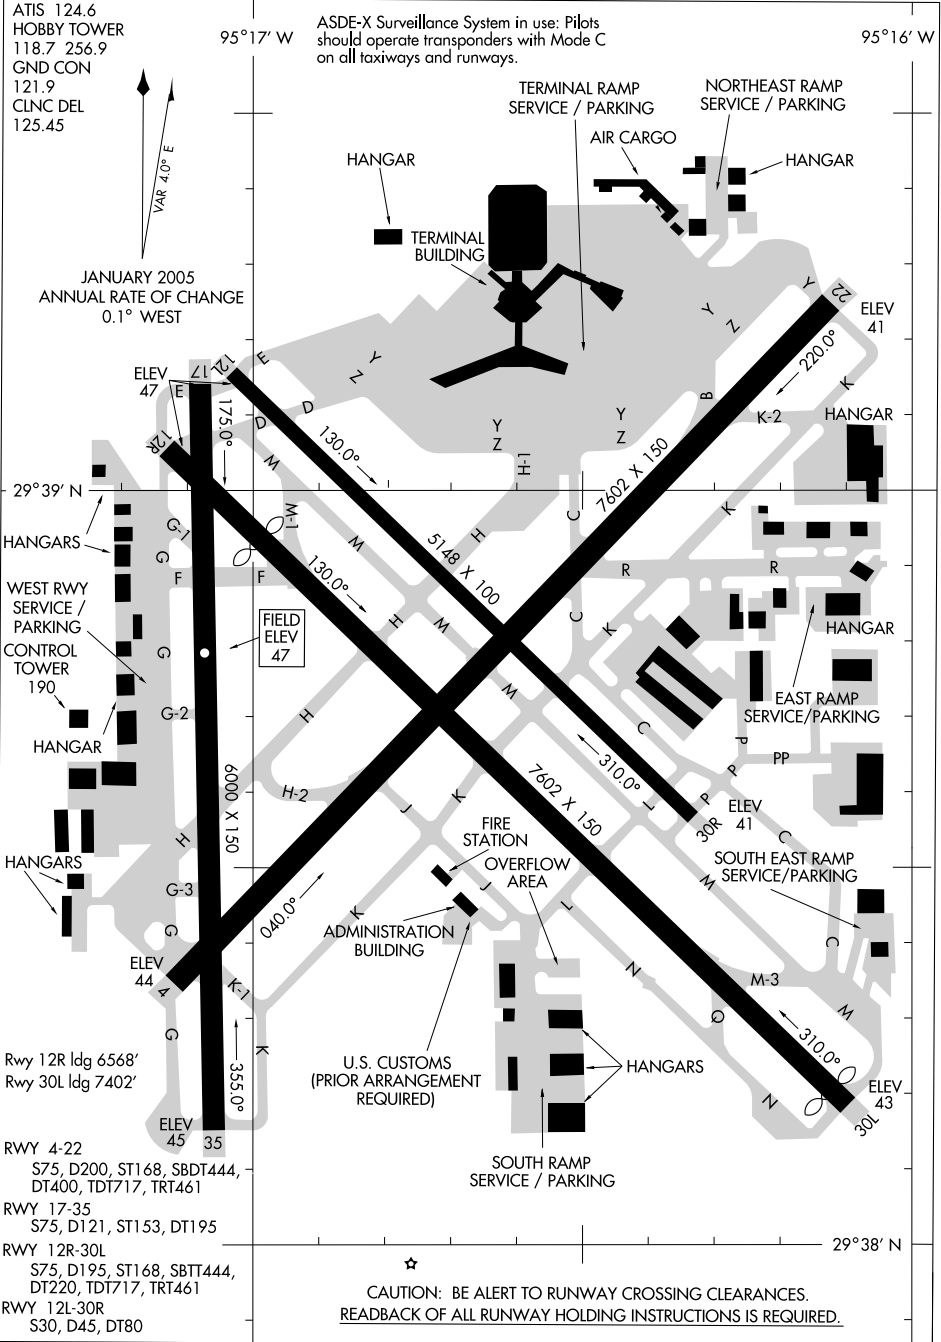 ATIS 124.6
HOBBY TOWER
118.7 256.9
GND CON
121.9
CLNC DEL
125.45
95°17' W
ASDE-X Surveillance System in use: Pilots
should operate transponders with Mode C
on all taxiways and runways.
95°16' W
VAR 4.0° E
JANUARY 2005
ANNUAL RATE OF CHANGE
0.1° WEST
TERMINAL RAMP
SERVICE / PARKING
NORTHEAST RAMP
SERVICE / PARKING
AIR CARGO
HANGAR
HANGAR
TERMINAL
BUILDING
22
ELEV
41
220.0°
Y
Y
Z
B
K
K-2
HANGAR
ELEV
47
17
12L
E
E
12R
175.0°
D
D
M
Y
Z
130.0°
Y
Z
Y
Z
H-1
7602 X 150
29°39' N
HANGARS
G-1
G
M-1
F
F
M
H
5148 X 100
C
K
R
R
WEST RWY
SERVICE /
PARKING
CONTROL
TOWER
190
HANGAR
G
G-2
FIELD
ELEV
47
130.0°
H
M
C
K
HANGAR
EAST RAMP
SERVICE/PARKING
H
M
C
P
P
P
PP
310.0°
6000 X 150
H-2
J
K
7602 X 150
L
30R
ELEV
41
C
HANGARS
H
G-3
G
FIRE
STATION
OVERFLOW
AREA
J
L
M
SOUTH EAST RAMP
SERVICE/PARKING
040.0°
K
ADMINISTRATION
BUILDING
C
ELEV
44
4
K-1
N
M-3
M
G
K
Q
310.0°
Rwy 12R ldg 6568'
Rwy 30L ldg 7402'
355.0°
U.S. CUSTOMS
(PRIOR ARRANGEMENT
REQUIRED)
HANGARS
N
ELEV
43
30L
ELEV
45
35
SOUTH RAMP
SERVICE / PARKING
RWY 4-22
S75, D200, ST168, SBDT444,
DT400, TDT717, TRT461
RWY 17-35
S75, D121, ST153, DT195
RWY 12R-30L
S75, D195, ST168, SBTT444,
DT220, TDT717, TRT461
RWY 12L-30R
S30, D45, DT80
29°38' N
CAUTION: BE ALERT TO RUNWAY CROSSING CLEARANCES.
READBACK OF ALL RUNWAY HOLDING INSTRUCTIONS IS REQUIRED.